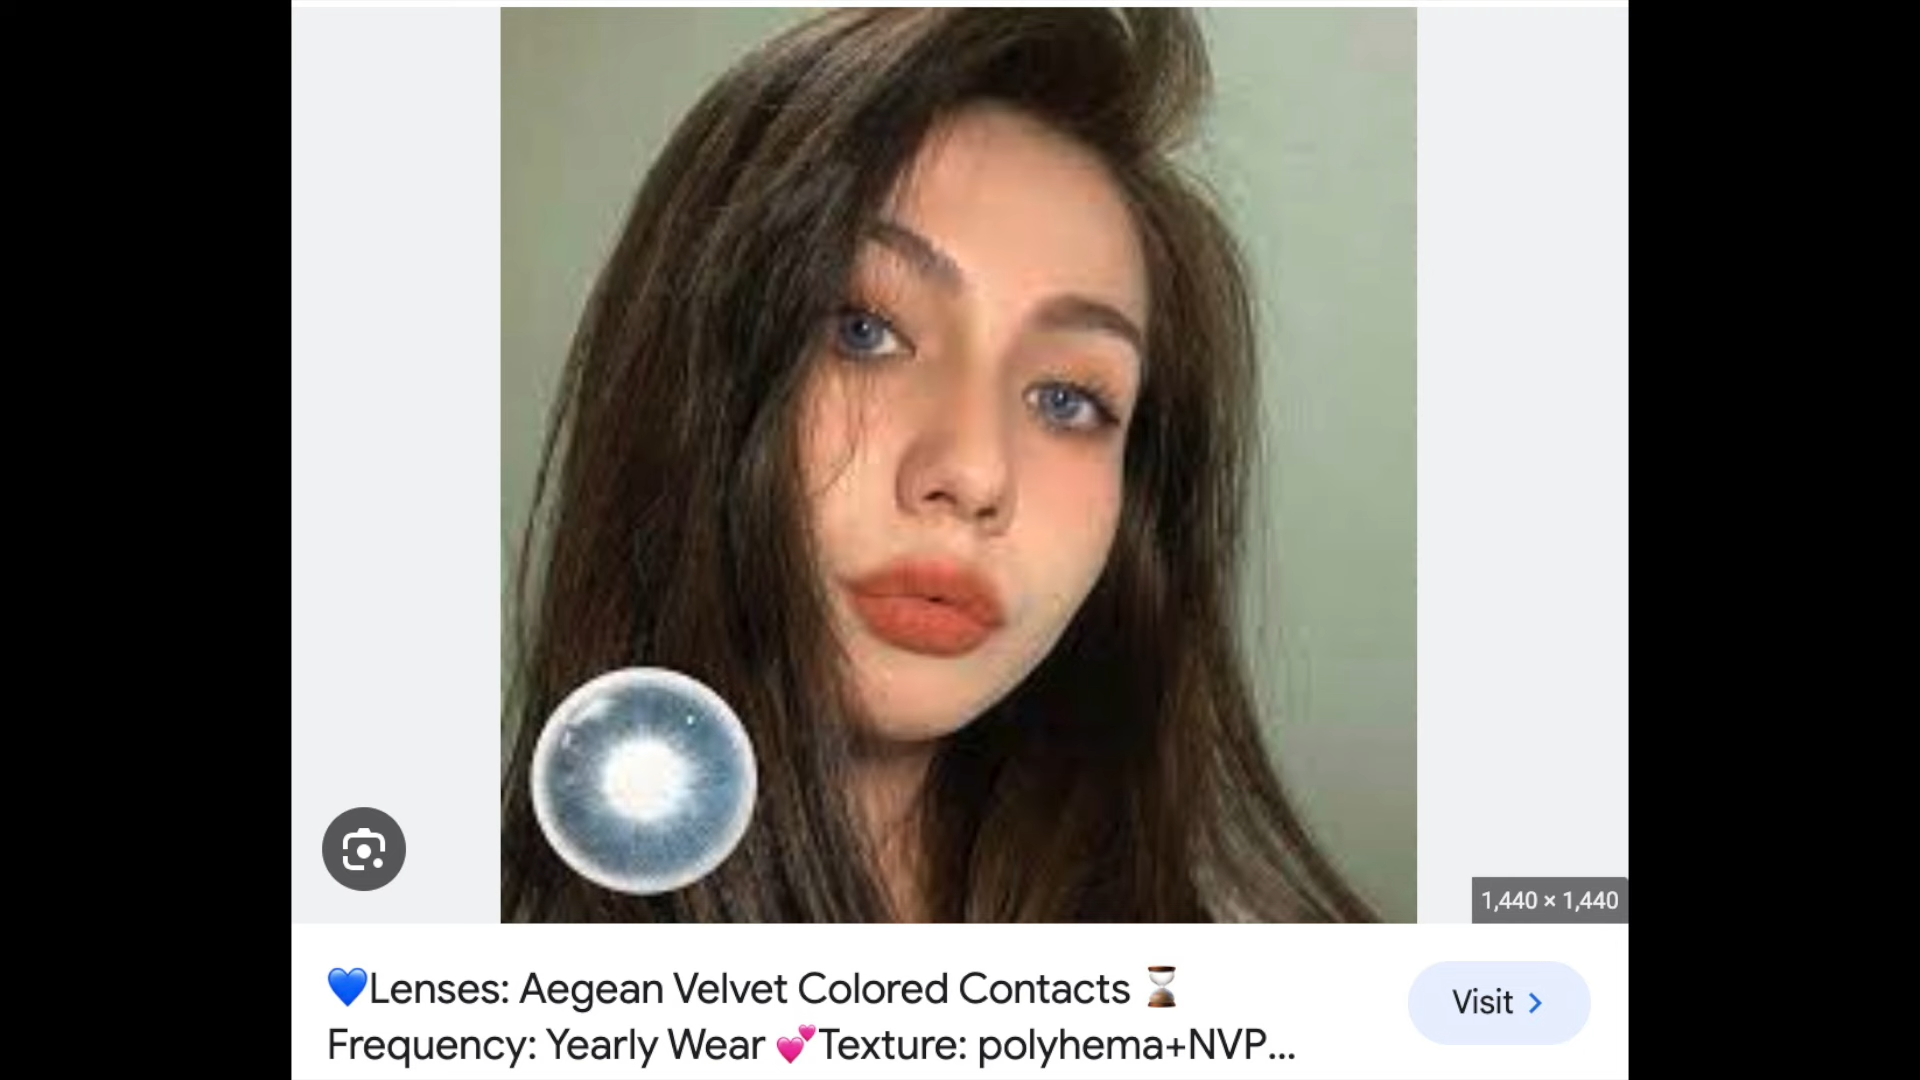 1,440 × 1,440
💙Lenses: Aegean Velvet Colored Contacts ⌛
Frequency: Yearly Wear 💕Texture: polyhema+NVP...
Visit >